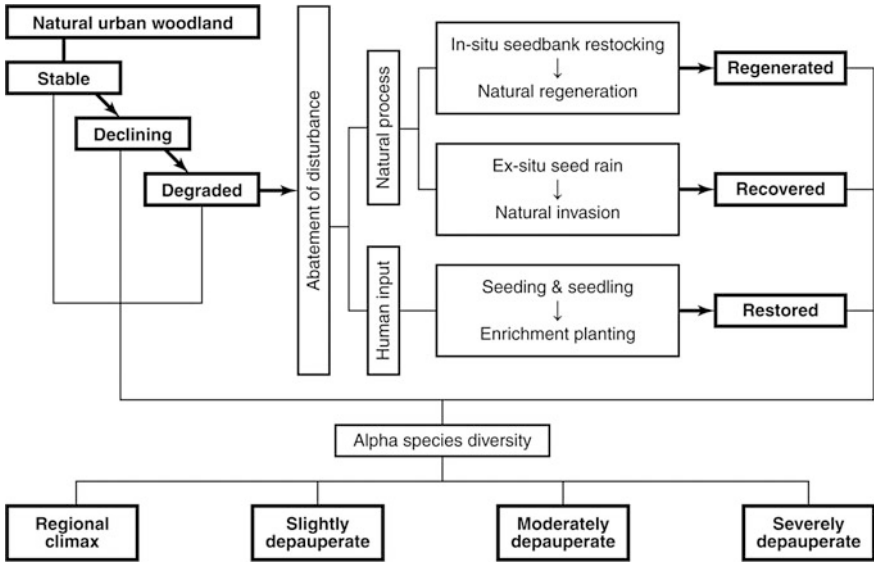 Natural urban woodland
Stable
Declining
Degraded
Abatement of disturbance
Natural process
Human input
In-situ seedbank restocking
↓
Natural regeneration
Regenerated
Ex-situ seed rain
↓
Natural invasion
Recovered
Seeding & seedling
↓
Enrichment planting
Restored
Alpha species diversity
Regional
climax
Slightly
depauperate
Moderately
depauperate
Severely
depauperate